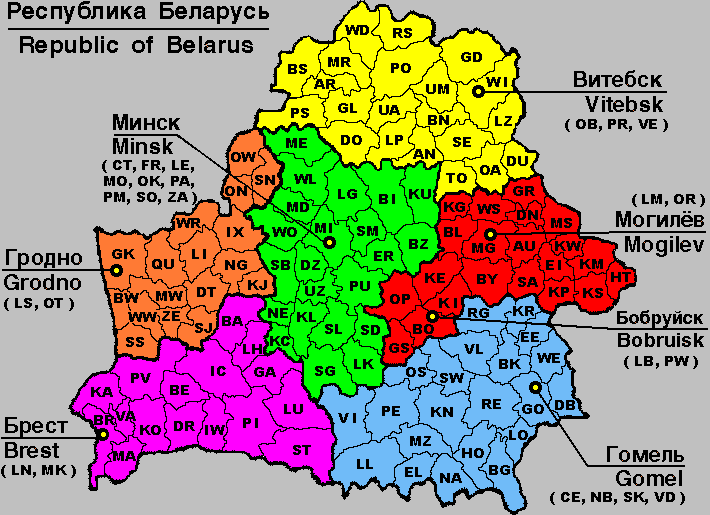 Республика Беларусь
Republic of Belarus
Витебск
Vitebsk
( OB, PR, VE )
Минск
Minsk
( CT, FR, LE,
MO, OK, PA,
PM, SO, ZA )
( LM, OR )
Могилёв
Mogilev
Гродно
Grodno
( LS, OT )
Бобруйск
Bobruisk
( LB, PW )
Брест
Brest
( LN, MK )
Гомель
Gomel
( CE, NB, SK, VD )
WD RS
BS MR PO GD
AR UM WI
PS GL UA BN LZ
DO LP AN SE
TO OA DU
ME
WL LG BI KU
MD
WO MI SM BZ
SB DZ ER
UZ PU
NE KL SL SD
KC
SG LK
OW
ON SN
WR IX
GK QU LI NG
BW MW DT KJ
WW ZE SJ
SS
GR
KG WS DN MS
BL MG AU KW
EI KM HT
KE BY SA KP KS
OP KI
BO
GS
BA
LH
KA PV IC GA
BE
BR VA KO DR IW PI LU
MA ST
RG KR
EE
VL BK WE
OS SW
VI PE KN RE GO DB
MZ LO
LL EL NA HO BG